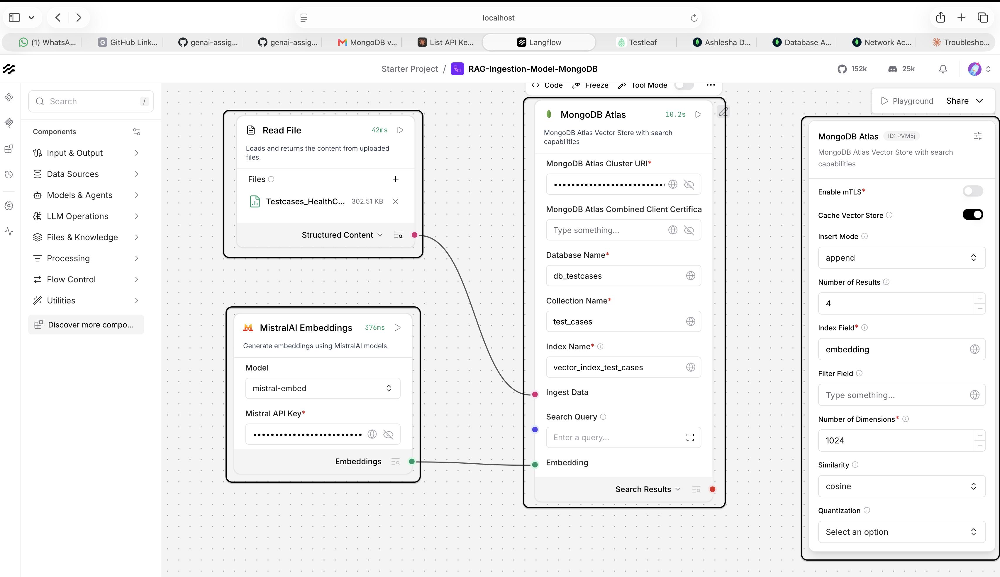 localhost
(1) WhatsA...
GitHub Link...
genai-assig...
genai-assig...
MongoDB v...
List API Ke...
Langflow
Testleaf
Ashlesha D...
Database A...
Network Ac...
Troublesho...
Starter Project / RAG-Ingestion-Model-MongoDB
152k
25k
Search /
Components
Input & Output
Data Sources
Models & Agents
LLM Operations
Files & Knowledge
Processing
Flow Control
Utilities
Discover more compo...
Read File 42ms
Loads and returns the content from uploaded
files.
Files
Testcases_HealthC... 302.51 KB
Structured Content
MistralAI Embeddings 376ms
Generate embeddings using MistralAI models.
Model
mistral-embed
Mistral API Key*
Embeddings
Code Freeze Tool Mode
MongoDB Atlas 10.2s
MongoDB Atlas Vector Store with search
capabilities
MongoDB Atlas Cluster URI*
MongoDB Atlas Combined Client Certifica
Type something...
Database Name*
db_testcases
Collection Name*
test_cases
Index Name*
vector_index_test_cases
Ingest Data
Search Query
Enter a query...
Embedding
Search Results
Playground Share
MongoDB Atlas ID: PVM5j
MongoDB Atlas Vector Store with search
capabilities
Enable mTLS*
Cache Vector Store
Insert Mode
append
Number of Results
4
Index Field*
embedding
Filter Field
Type something...
Number of Dimensions*
1024
Similarity
cosine
Quantization
Select an option